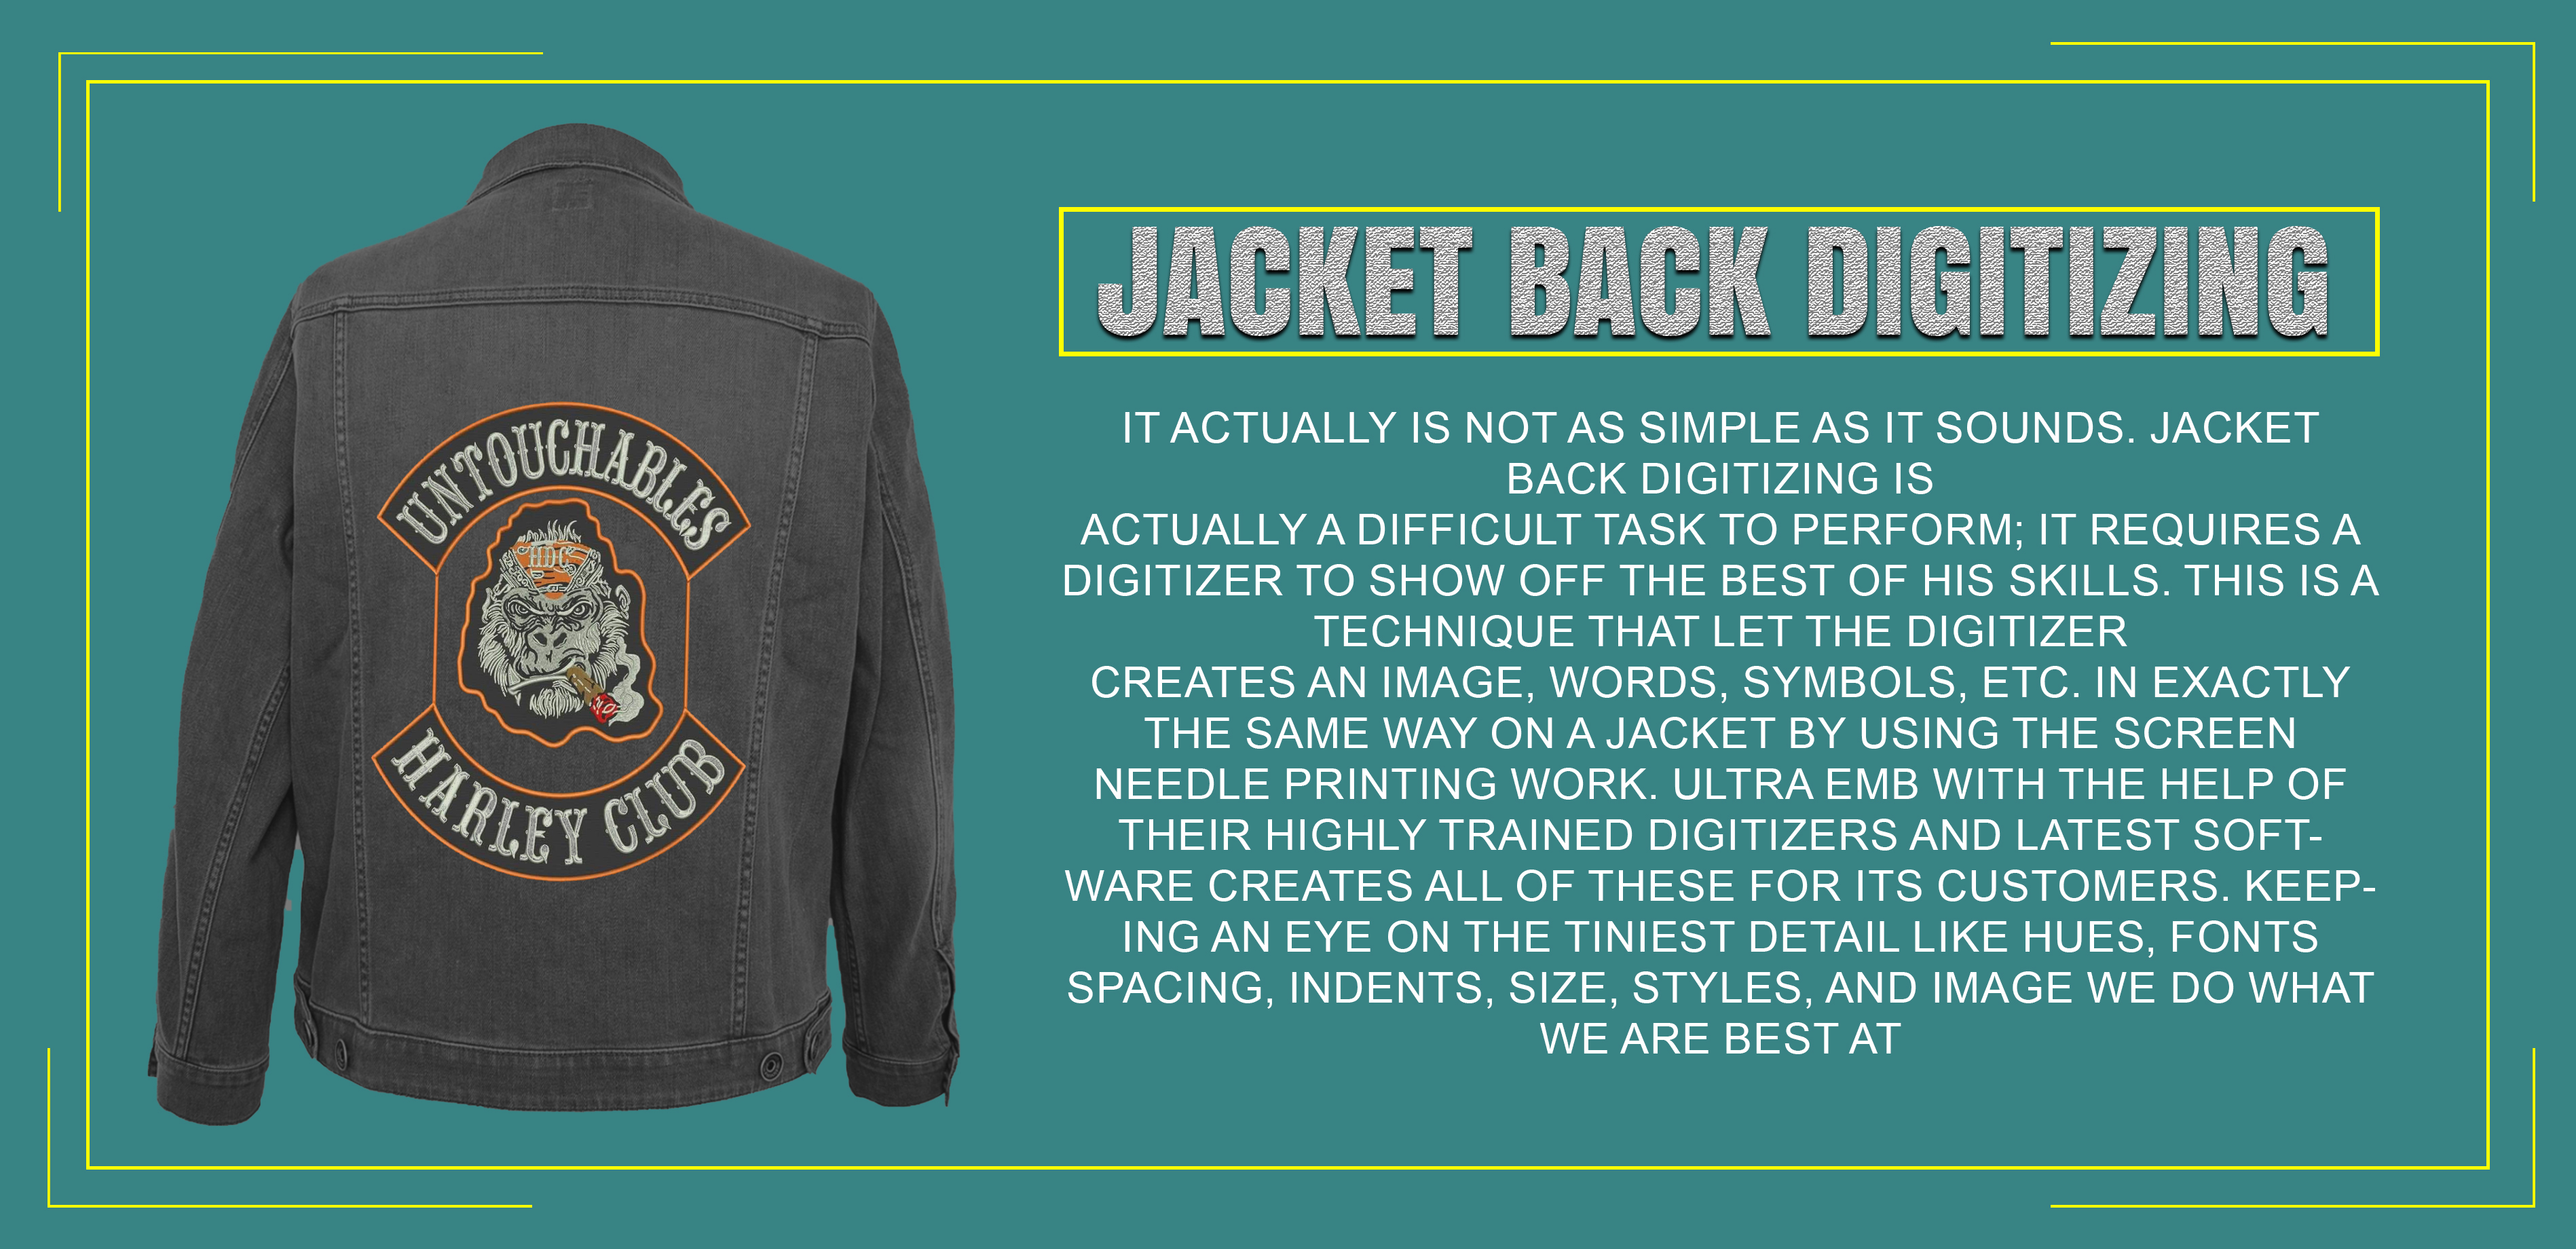 UNTOUCHABLES
HDC
HARLEY CLUB
JACKET BACK DIGITIZING
IT ACTUALLY IS NOT AS SIMPLE AS IT SOUNDS. JACKET
BACK DIGITIZING IS
ACTUALLY A DIFFICULT TASK TO PERFORM; IT REQUIRES A
DIGITIZER TO SHOW OFF THE BEST OF HIS SKILLS. THIS IS A
TECHNIQUE THAT LET THE DIGITIZER
CREATES AN IMAGE, WORDS, SYMBOLS, ETC. IN EXACTLY
THE SAME WAY ON A JACKET BY USING THE SCREEN
NEEDLE PRINTING WORK. ULTRA EMB WITH THE HELP OF
THEIR HIGHLY TRAINED DIGITIZERS AND LATEST SOFT-
WARE CREATES ALL OF THESE FOR ITS CUSTOMERS. KEEP-
ING AN EYE ON THE TINIEST DETAIL LIKE HUES, FONTS
SPACING, INDENTS, SIZE, STYLES, AND IMAGE WE DO WHAT
WE ARE BEST AT